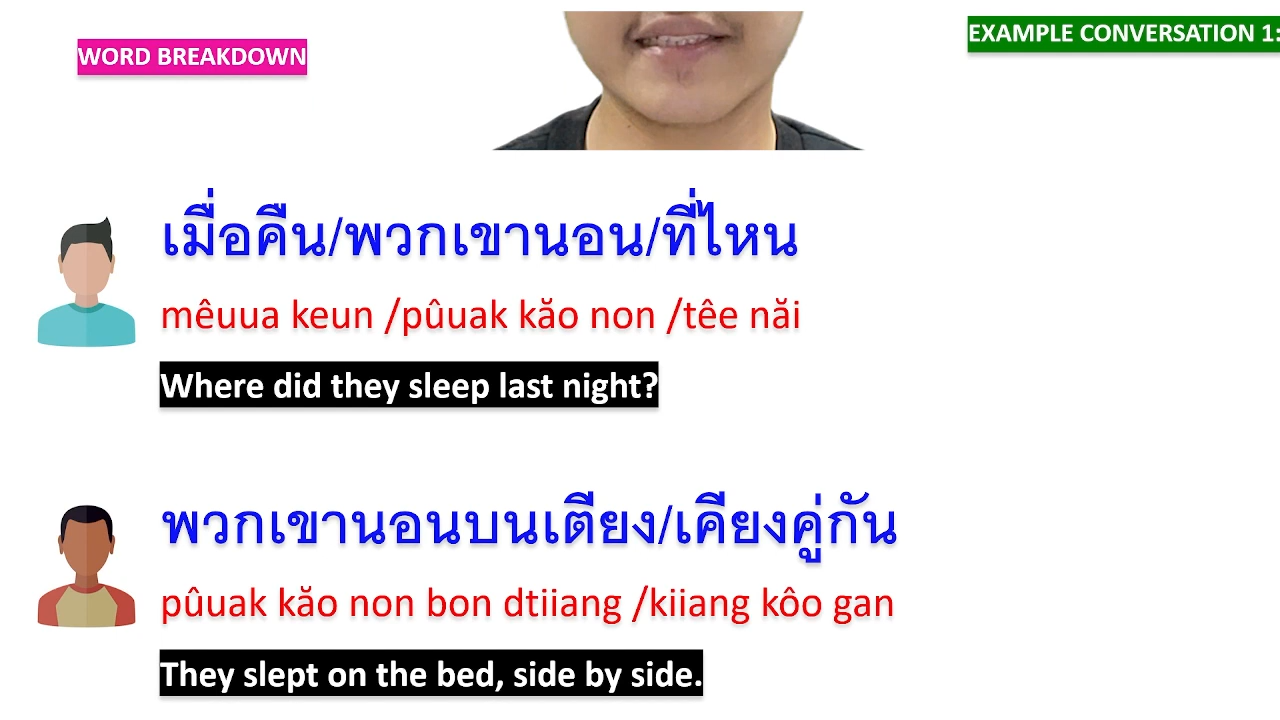 WORD BREAKDOWN
EXAMPLE CONVERSATION 1:
เมื่อคืน/พวกเขานอน/ที่ไหน
mêuua keun /pûuak kăo non /têe năi
Where did they sleep last night?
พวกเขานอนบนเตียง/เคียงคู่กัน
pûuak kăo non bon dtiiang /kiiang kôo gan
They slept on the bed, side by side.